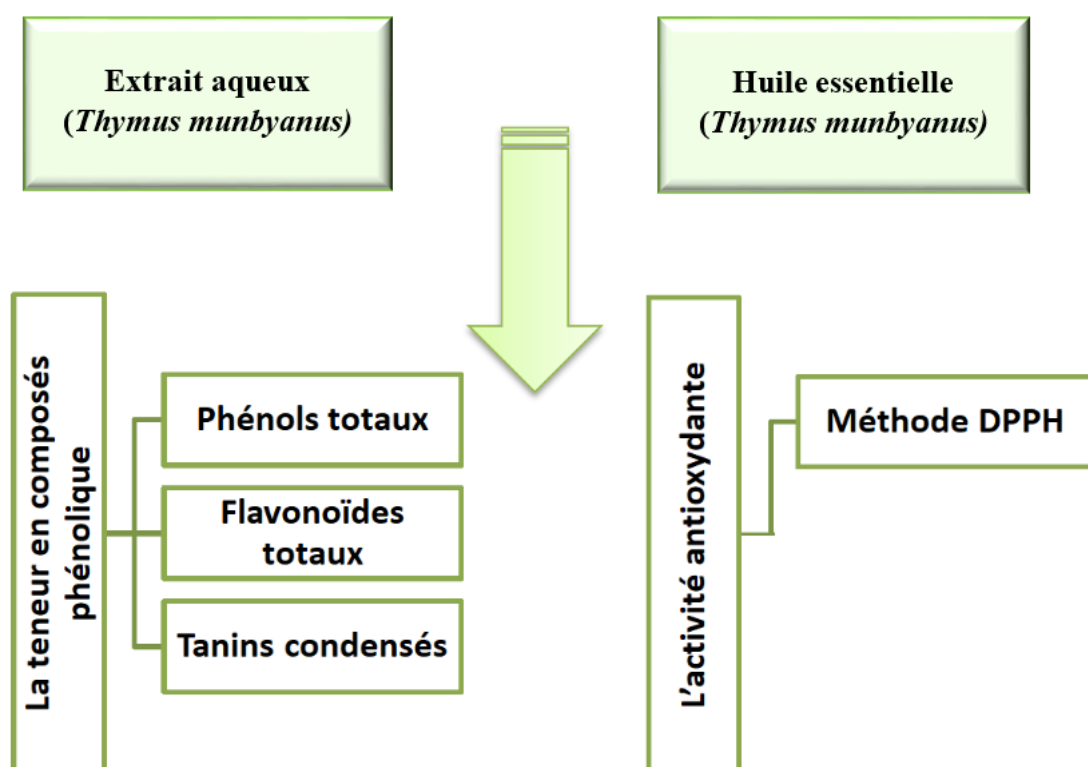 Extrait aqueux
(Thymus munbyanus)
Huile essentielle
(Thymus munbyanus)
La teneur en composés
phénolique
Phénols totaux
Flavonoïdes
totaux
Tanins condensés
L’activité antioxydante
Méthode DPPH